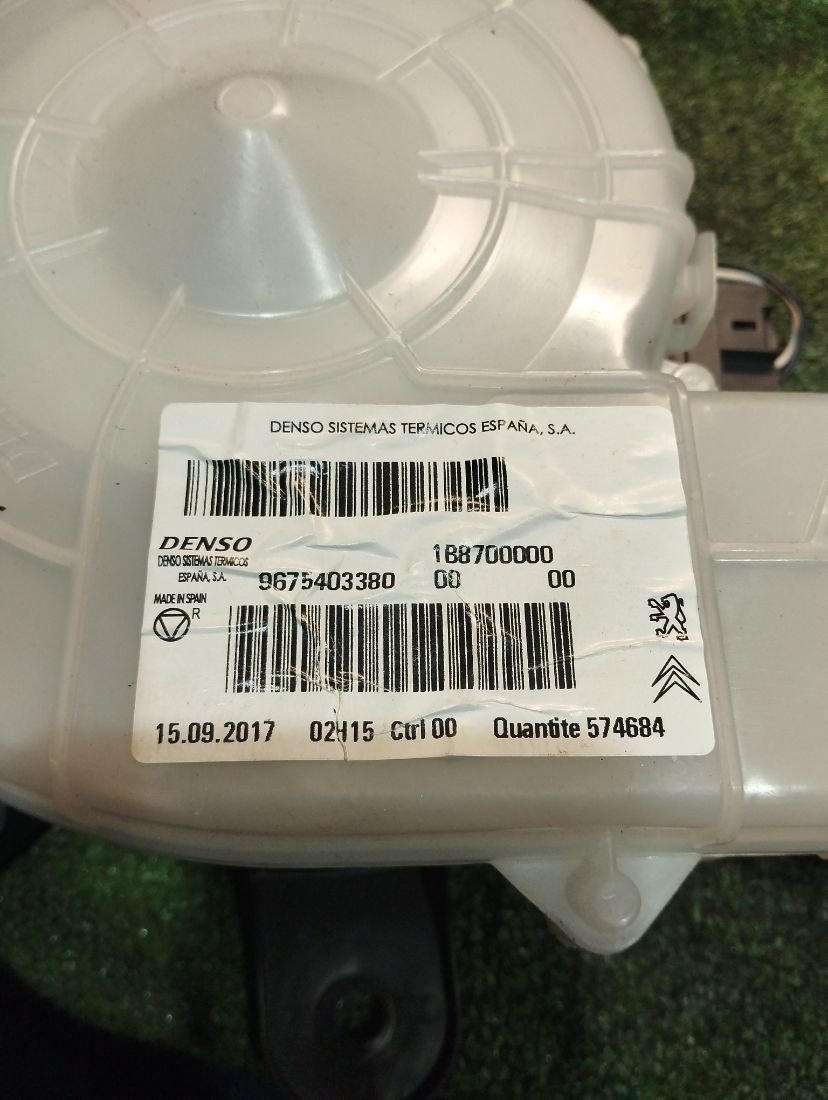 DENSO SISTEMAS TERMICOS ESPAÑA, S.A.
DENSO
DENSO SISTEMAS TERMICOS
ESPAÑA, S.A.
1B8700000
9675403380 00 00
MADE IN SPAIN
R
15.09.2017 02H15 Ctrl 00 Quantite 574684